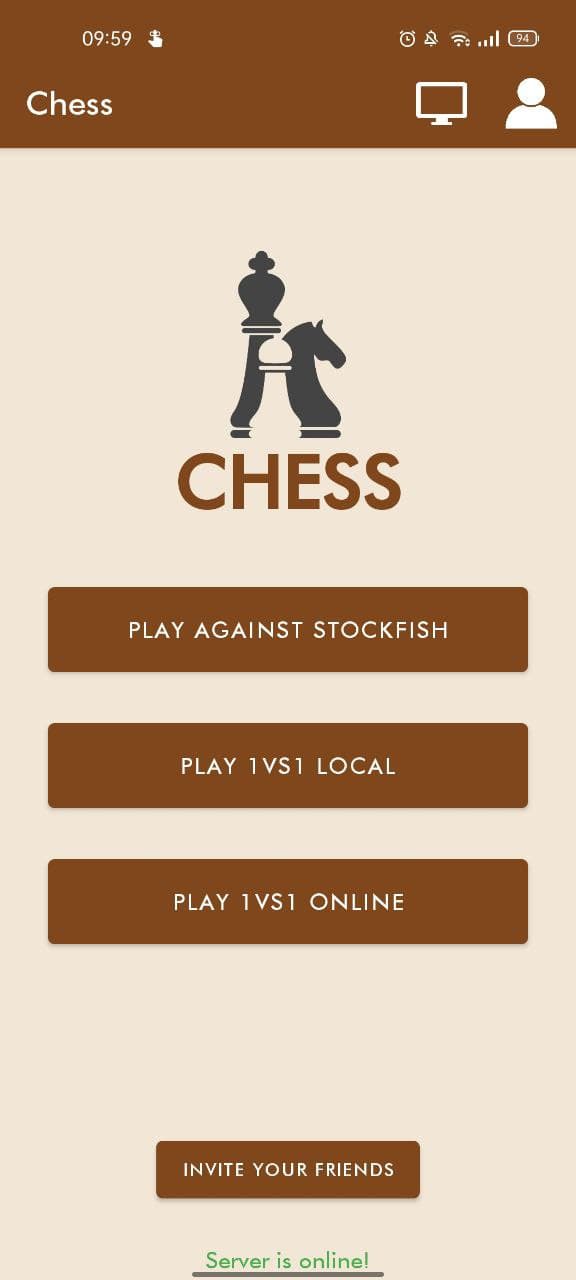 09:59
94
Chess
CHESS
PLAY AGAINST STOCKFISH
PLAY 1VS1 LOCAL
PLAY 1VS1 ONLINE
INVITE YOUR FRIENDS
Server is online!